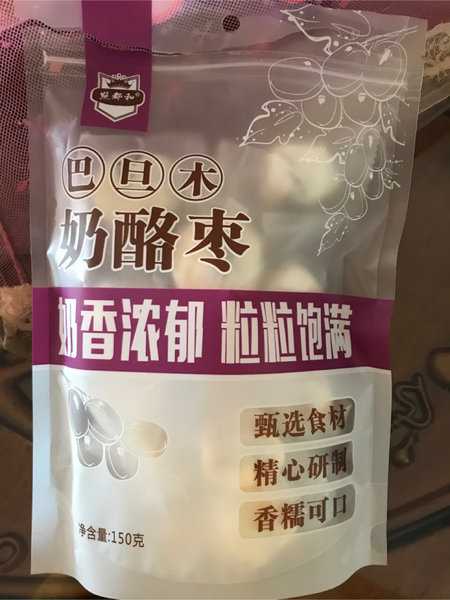 巴旦木
奶酪枣
奶香浓郁 粒粒饱满
甄选食材
精心研制
香糯可口
净含量:150克